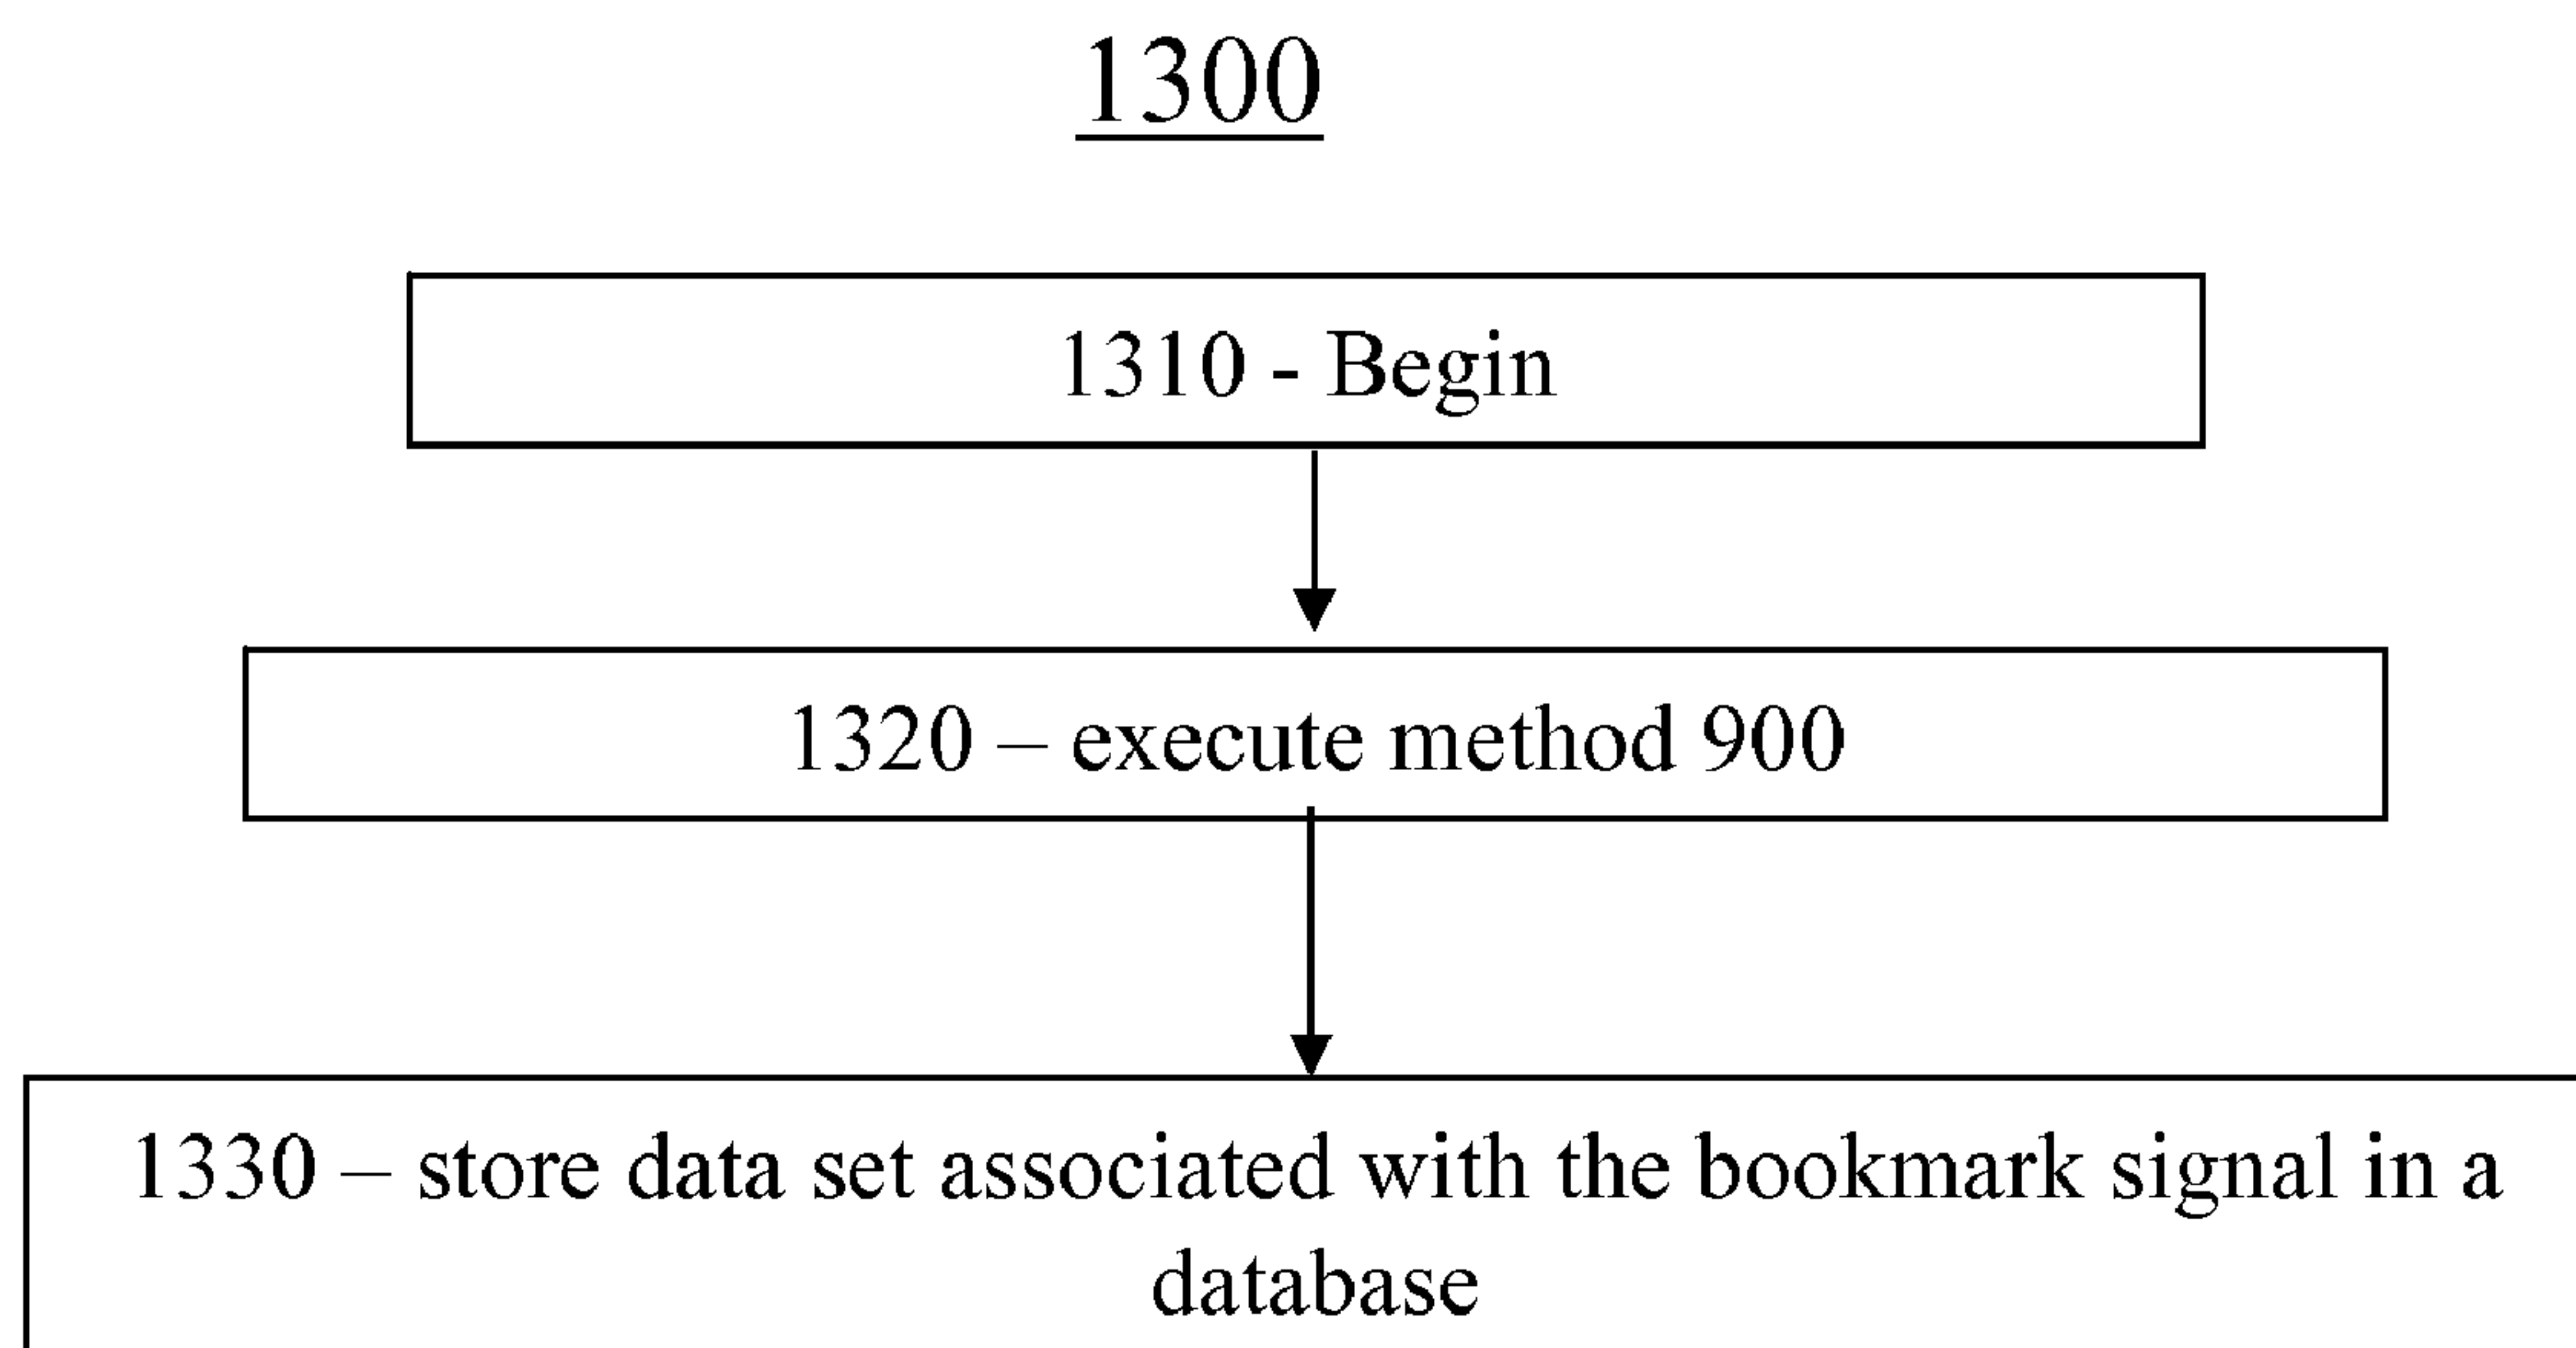 1300
1310 - Begin
1320 – execute method 900
1330 – store data set associated with the bookmark signal in a
database